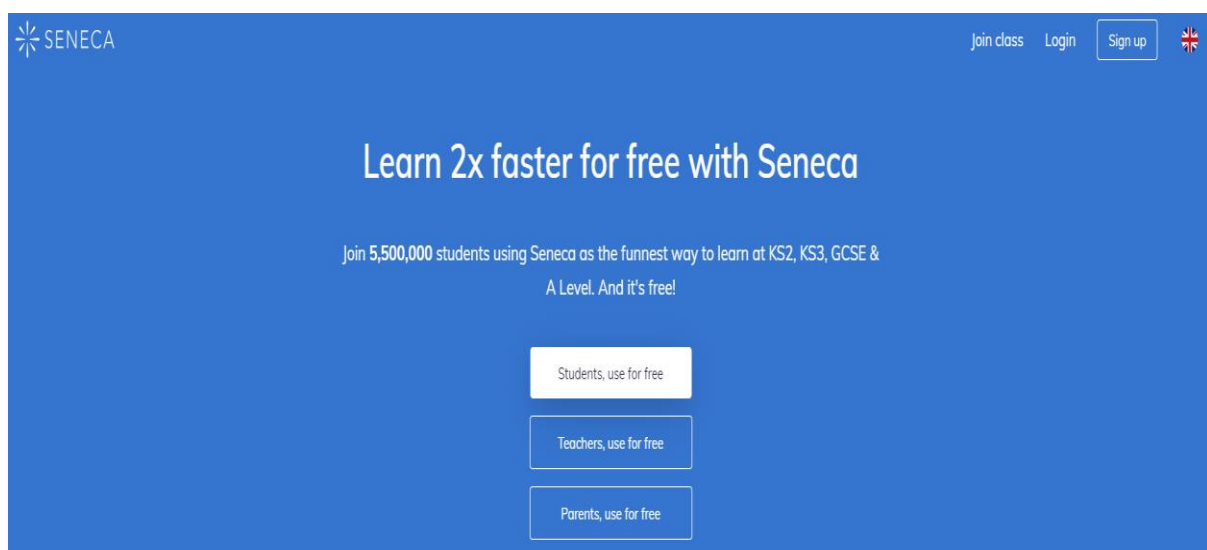 SENECA
Join class Login Sign up
Learn 2x faster for free with Seneca
Join 5,500,000 students using Seneca as the funnest way to learn at KS2, KS3, GCSE &
A Level. And it's free!
Students, use for free
Teachers, use for free
Parents, use for free